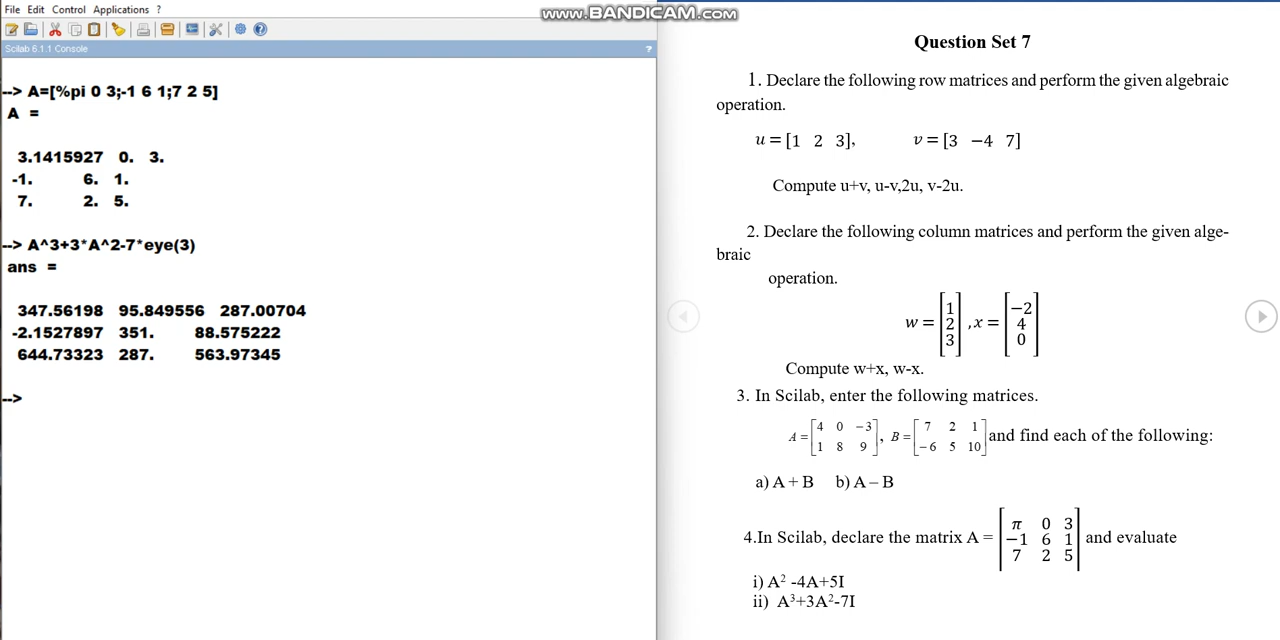 www.BANDICAM.com
File Edit Control Applications ?
Scilab 6.1.1 Console ?
--> A=[%pi 0 3;-1 6 1;7 2 5]
A =
3.1415927 0. 3.
-1. 6. 1.
7. 2. 5.
--> A^3+3*A^2-7*eye(3)
ans =
347.56198 95.849556 287.00704
-2.1527897 351. 88.575222
644.73323 287. 563.97345
-->
Question Set 7
1. Declare the following row matrices and perform the given algebraic
operation.
u = [1 2 3], v = [3 −4 7]
Compute u+v, u-v,2u, v-2u.
2. Declare the following column matrices and perform the given alge-
braic
operation.
w = [1 2 3] , x = [−2 4 0]
Compute w+x, w-x.
3. In Scilab, enter the following matrices.
A = [4 0 −3; 1 8 9], B = [7 2 1; −6 5 10] and find each of the following:
a) A + B b) A – B
4.In Scilab, declare the matrix A = [π 0 3; −1 6 1; 7 2 5] and evaluate
i) A² -4A+5I
ii) A³+3A²-7I